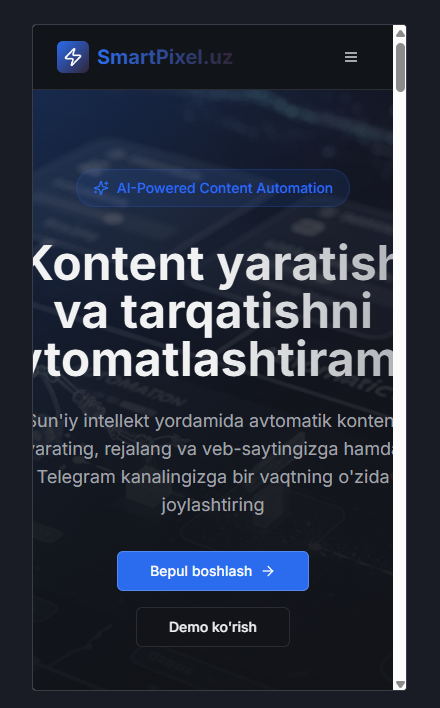 SmartPixel.uz
AI-Powered Content Automation
Kontent yaratish
va tarqatishni
vtomatlashtiram
Sun'iy intellekt yordamida avtomatik konten
yarating, rejalang va veb-saytingizga hamda
Telegram kanalingizga bir vaqtning o'zida
joylashtiring
Bepul boshlash
Demo ko'rish